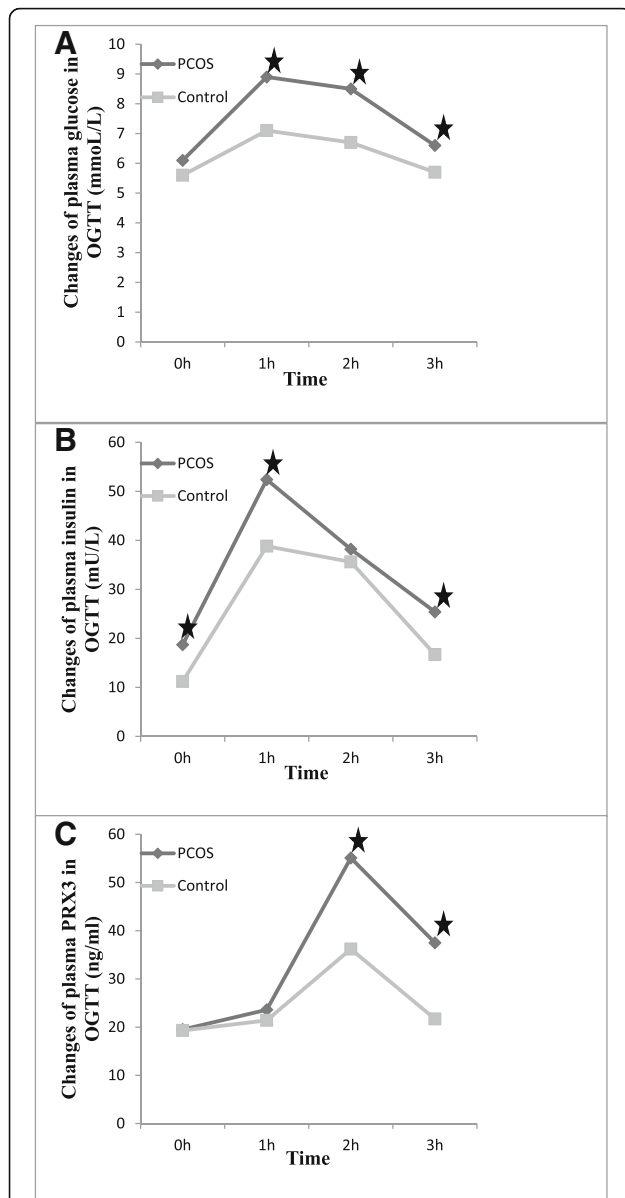 A
Changes of plasma glucose in
OGTT (mmoL/L)
10
9
8
7
6
5
4
3
2
1
0
PCOS
Control
0h 1h 2h 3h
Time
B
Changes of plasma insulin in
OGTT (mU/L)
60
50
40
30
20
10
0
PCOS
Control
0h 1h 2h 3h
Time
C
Changes of plasma PRX3 in
OGTT (ng/ml)
60
50
40
30
20
10
0
PCOS
Control
0h 1h 2h 3h
Time